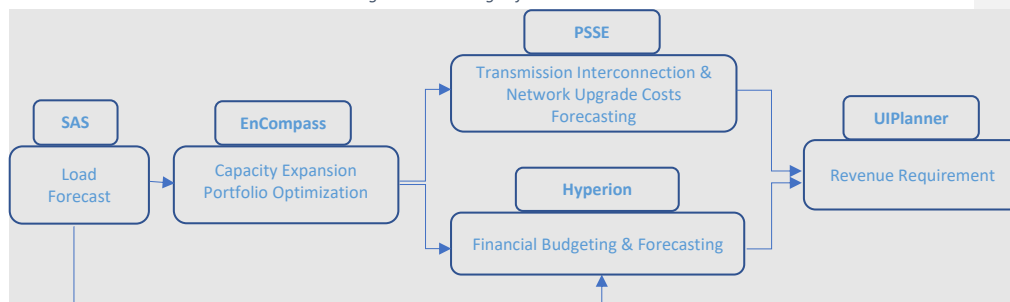 PSSE
Transmission Interconnection &
Network Upgrade Costs
Forecasting
SAS
Load
Forecast
EnCompass
Capacity Expansion
Portfolio Optimization
Hyperion
Financial Budgeting & Forecasting
UIPlanner
Revenue Requirement